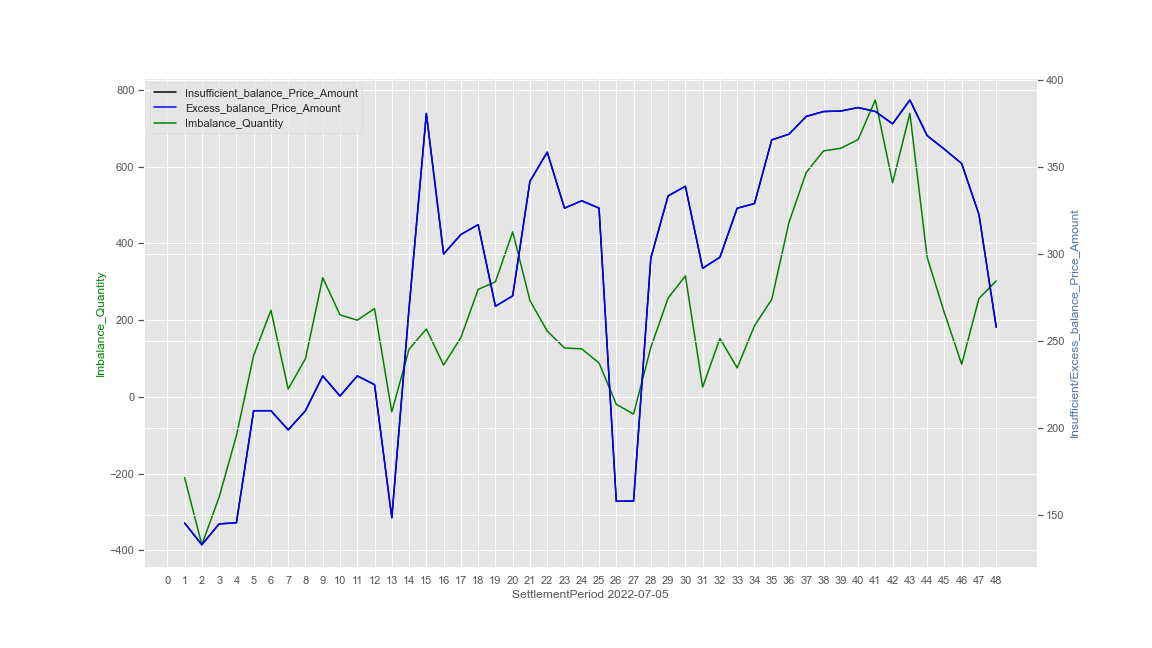 Insufficient_balance_Price_Amount
Excess_balance_Price_Amount
Imbalance_Quantity
800
600
400
200
0
−200
−400
Imbalance_Quantity
400
350
300
250
200
150
Insufficient/Excess_balance_Price_Amount
0 1 2 3 4 5 6 7 8 9 10 11 12 13 14 15 16 17 18 19 20 21 22 23 24 25 26 27 28 29 30 31 32 33 34 35 36 37 38 39 40 41 42 43 44 45 46 47 48
SettlementPeriod 2022-07-05